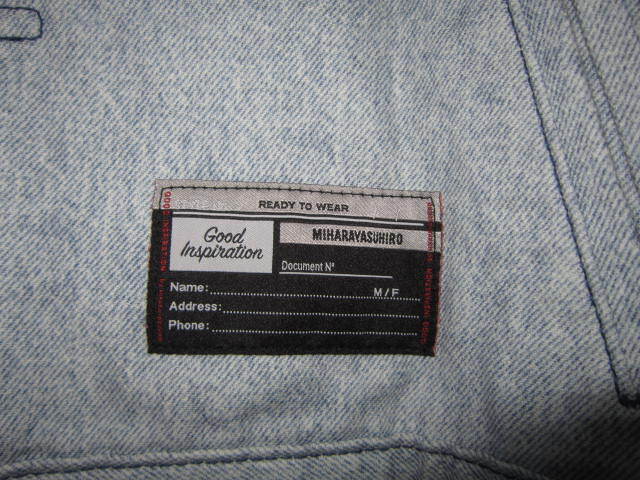 READY TO WEAR
Good
Inspiration
MIHARAYASUHIRO
Document Nº
Name:
M / F
Address:
Phone: